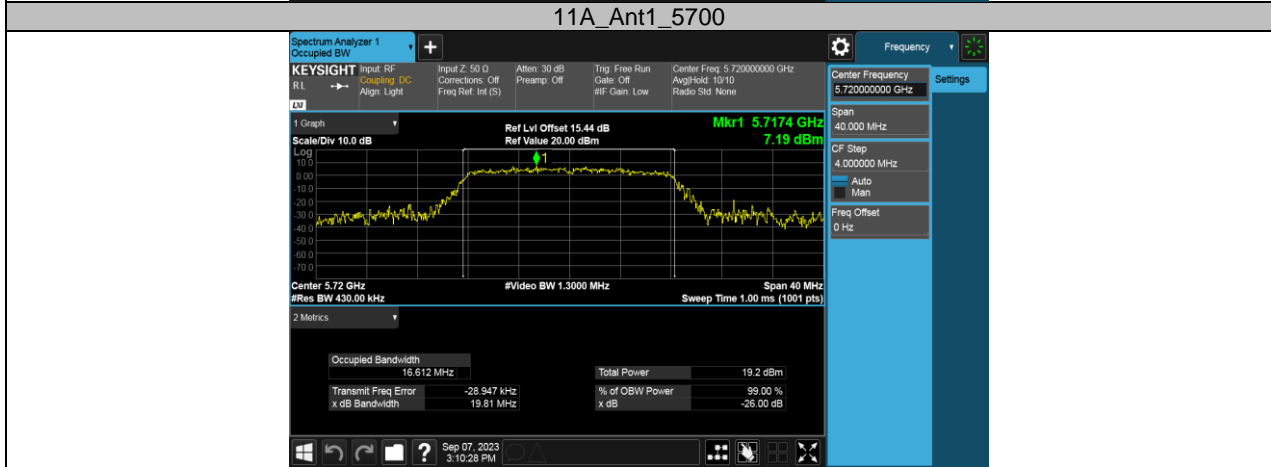 11A_Ant1_5700
Spectrum Analyzer 1
Occupied BW
Frequency
KEYSIGHT
RL
LXI
Input: RF
Coupling: DC
Align: Light
Input Z: 50 Ω
Corrections: Off
Freq Ref: Int (S)
Atten: 30 dB
Preamp: Off
Trig: Free Run
Gate: Off
#IF Gain: Low
Center Freq: 5.720000000 GHz
Avg|Hold: 10/10
Radio Std: None
Center Frequency
5.720000000 GHz
Settings
Span
40.000 MHz
CF Step
4.000000 MHz
Auto
Man
Freq Offset
0 Hz
1 Graph
Scale/Div 10.0 dB
Ref Lvl Offset 15.44 dB
Ref Value 20.00 dBm
Mkr1 5.7174 GHz
7.19 dBm
Log
1
10.0
0.00
-10.0
-20.0
-30.0
-40.0
-50.0
-60.0
-70.0
Center 5.72 GHz
#Video BW 1.3000 MHz
Span 40 MHz
#Res BW 430.00 kHz
Sweep Time 1.00 ms (1001 pts)
2 Metrics
Occupied Bandwidth
16.612 MHz
Total Power 19.2 dBm
Transmit Freq Error -28.947 kHz
% of OBW Power 99.00 %
x dB Bandwidth 19.81 MHz
x dB -26.00 dB
Sep 07, 2023
3:10:28 PM